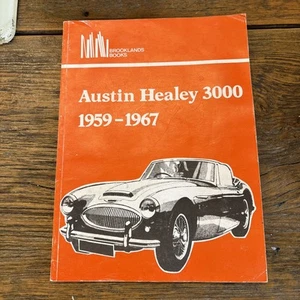 BROOKLANDS
BOOKS
Austin Healey 3000
1959-1967